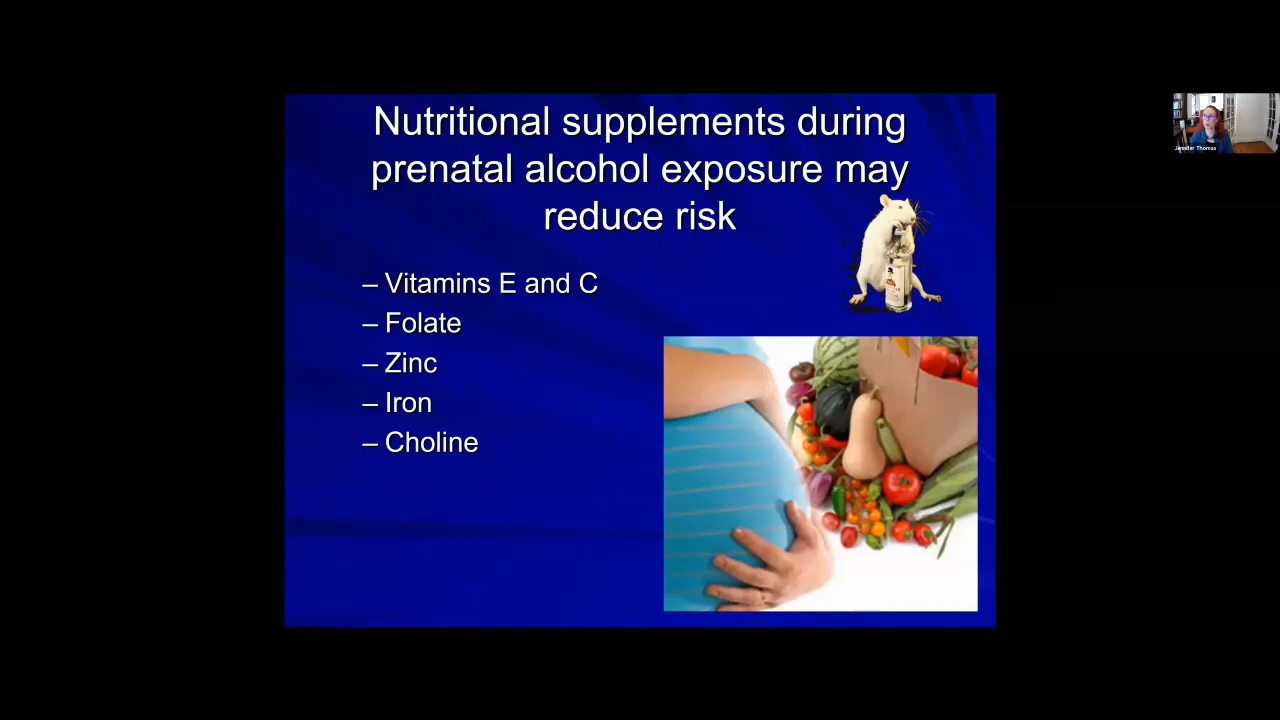 Nutritional supplements during
prenatal alcohol exposure may
reduce risk
– Vitamins E and C
– Folate
– Zinc
– Iron
– Choline
Jennifer Thomas